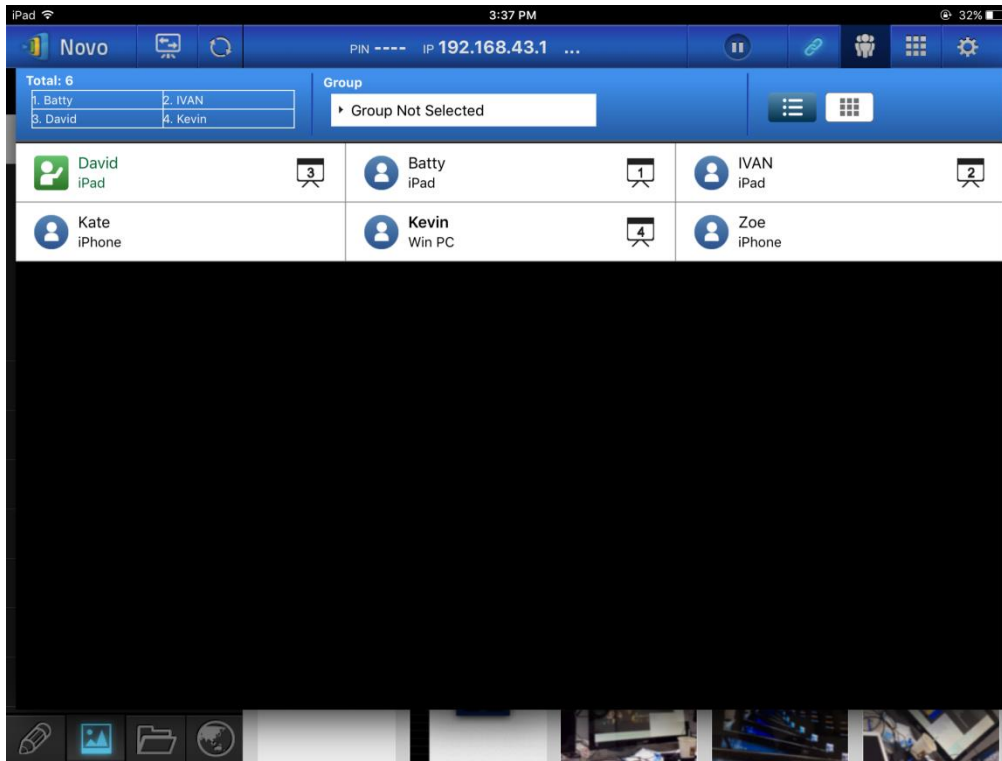 iPad 3:37 PM 32%
Novo PIN ---- IP 192.168.43.1 ...
Total: 6
1. Batty 2. IVAN
3. David 4. Kevin
Group
Group Not Selected
David
iPad
3
Batty
iPad
1
IVAN
iPad
2
Kate
iPhone
Kevin
Win PC
4
Zoe
iPhone